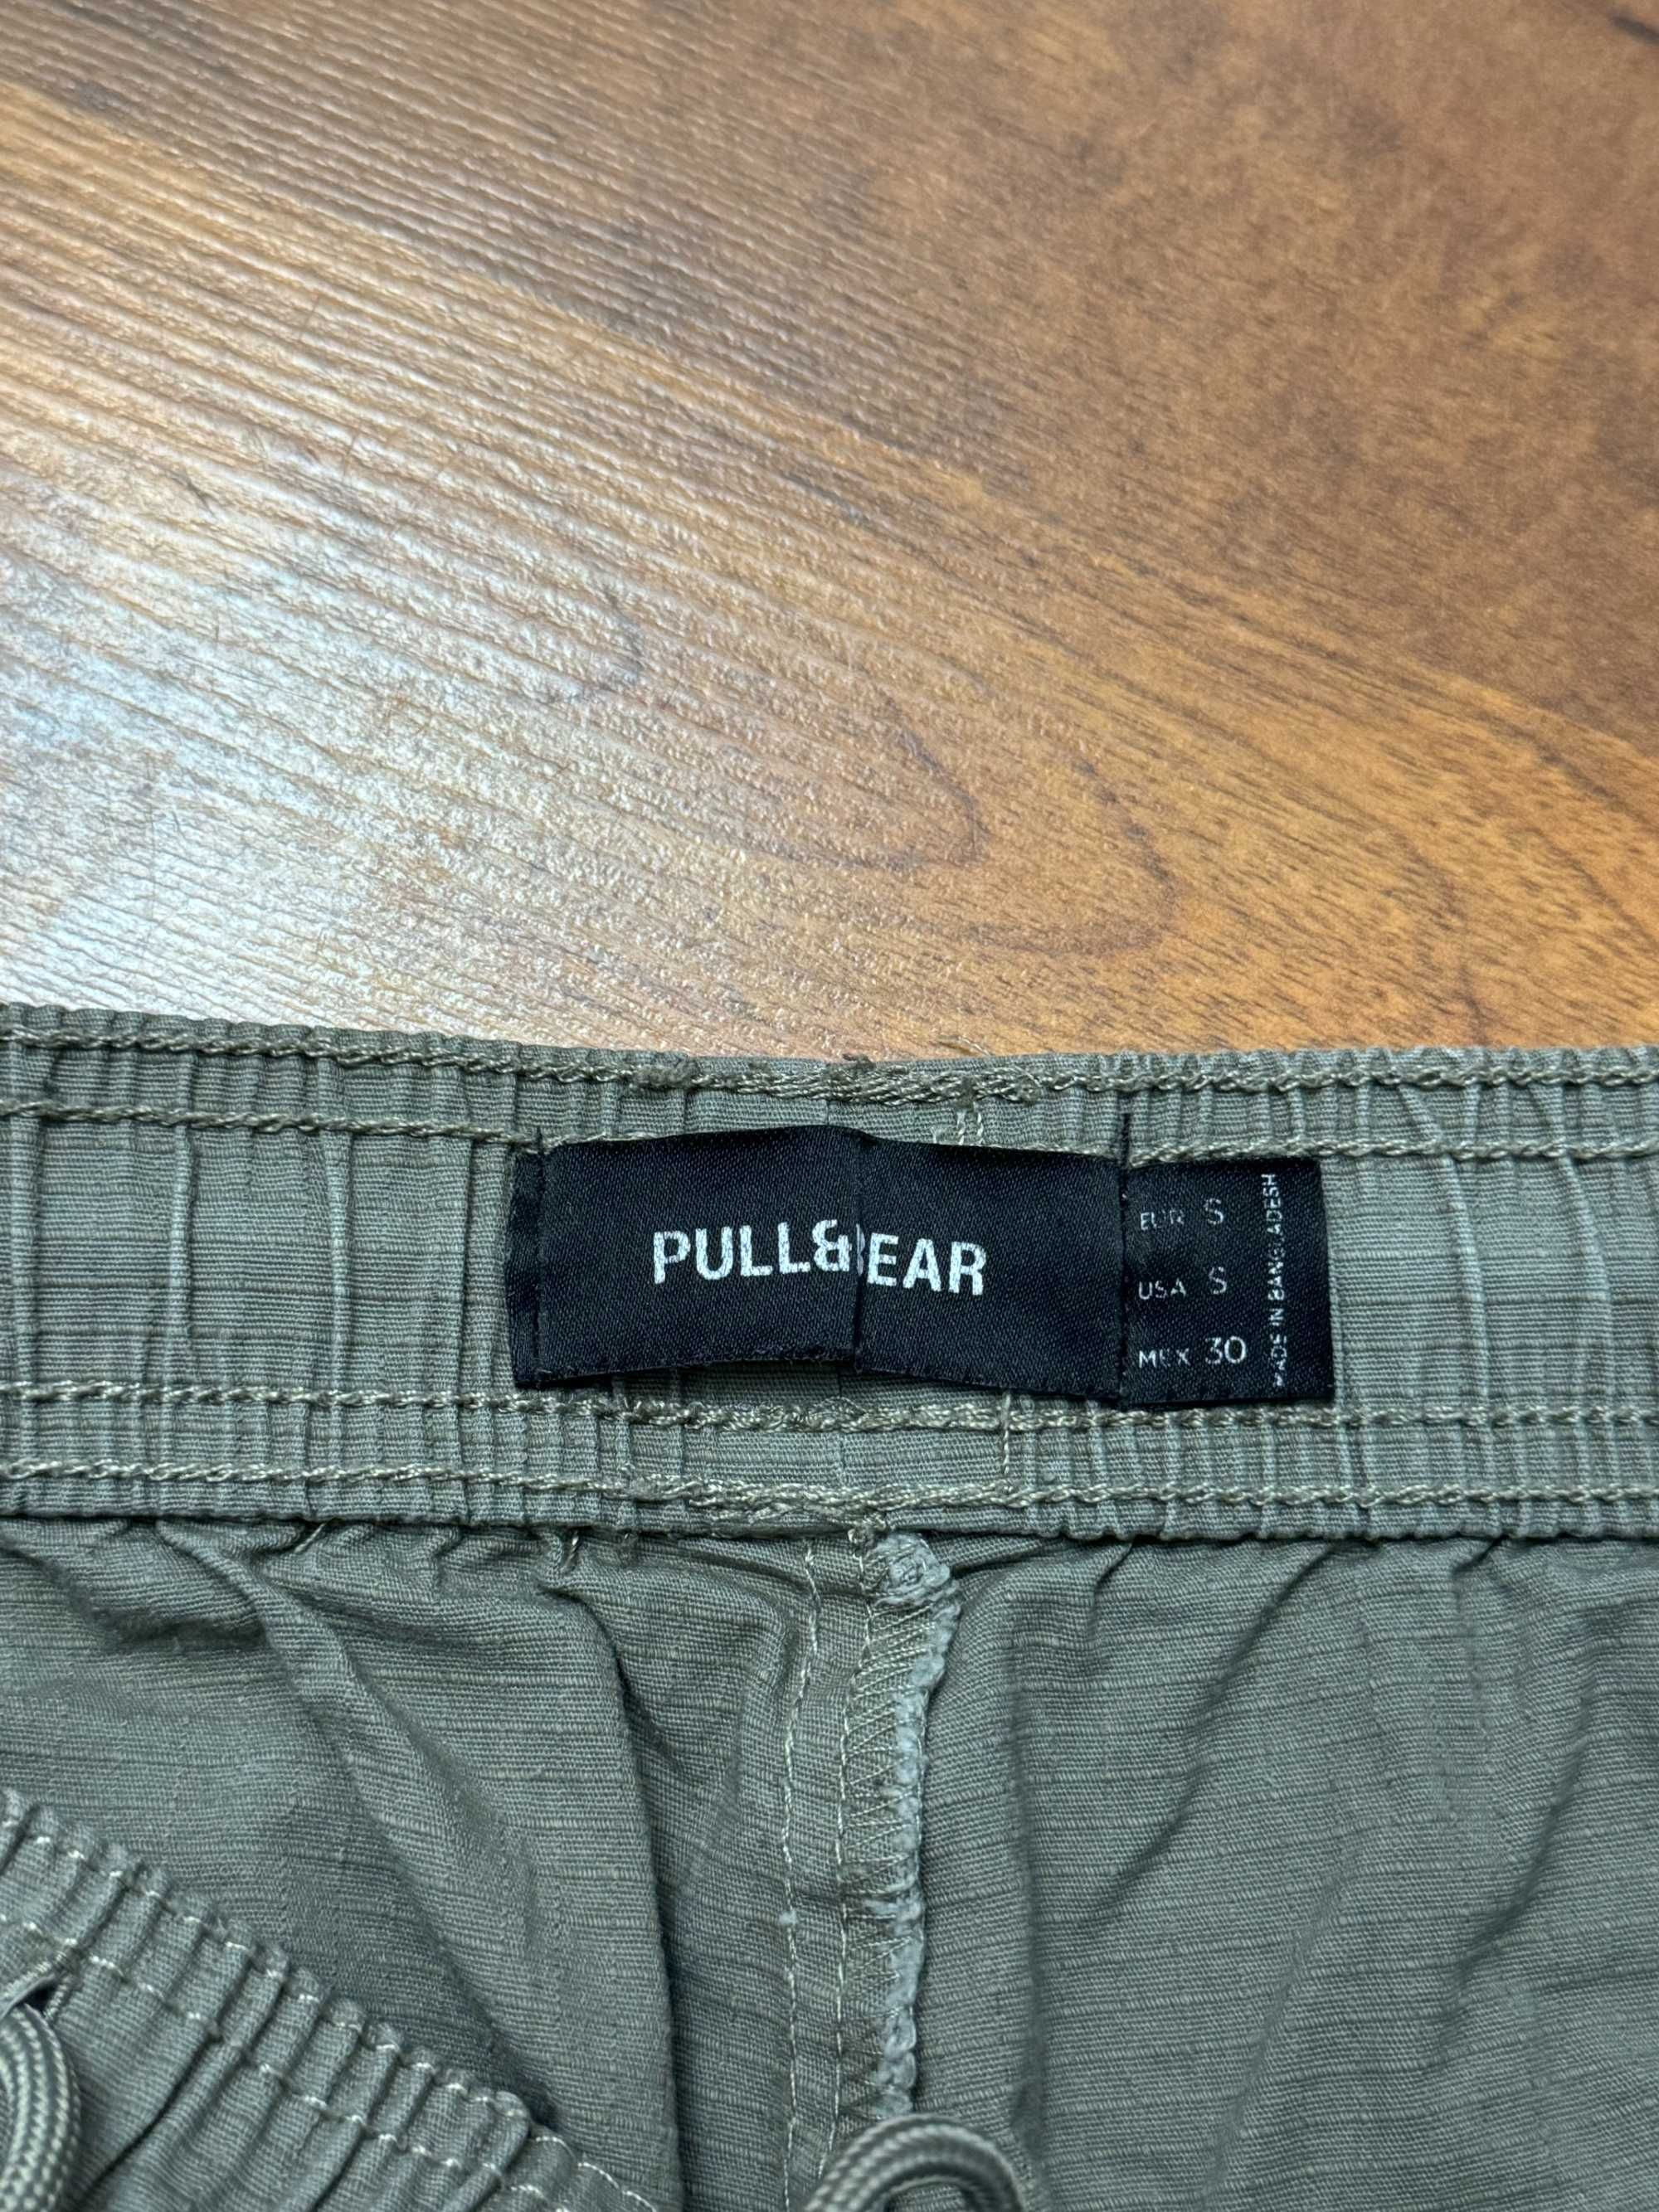 PULL&BEAR
EUR S
USA S
MEX 30
MADE IN BANGLADESH